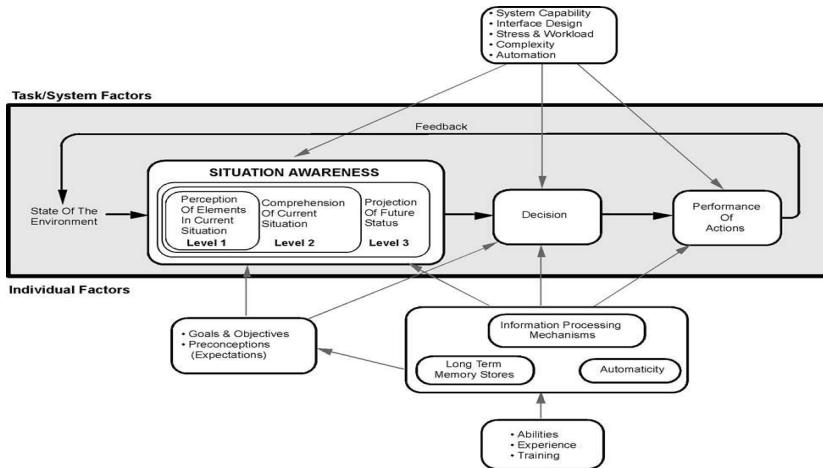 • System Capability
• Interface Design
• Stress & Workload
• Complexity
• Automation
Task/System Factors
Feedback
SITUATION AWARENESS
State Of The
Environment
Perception
Of Elements
In Current
Situation
Level 1
Comprehension
Of Current
Situation
Level 2
Projection
Of Future
Status
Level 3
Decision
Performance
Of
Actions
Individual Factors
• Goals & Objectives
• Preconceptions
(Expectations)
Information Processing
Mechanisms
Long Term
Memory Stores
Automaticity
• Abilities
• Experience
• Training